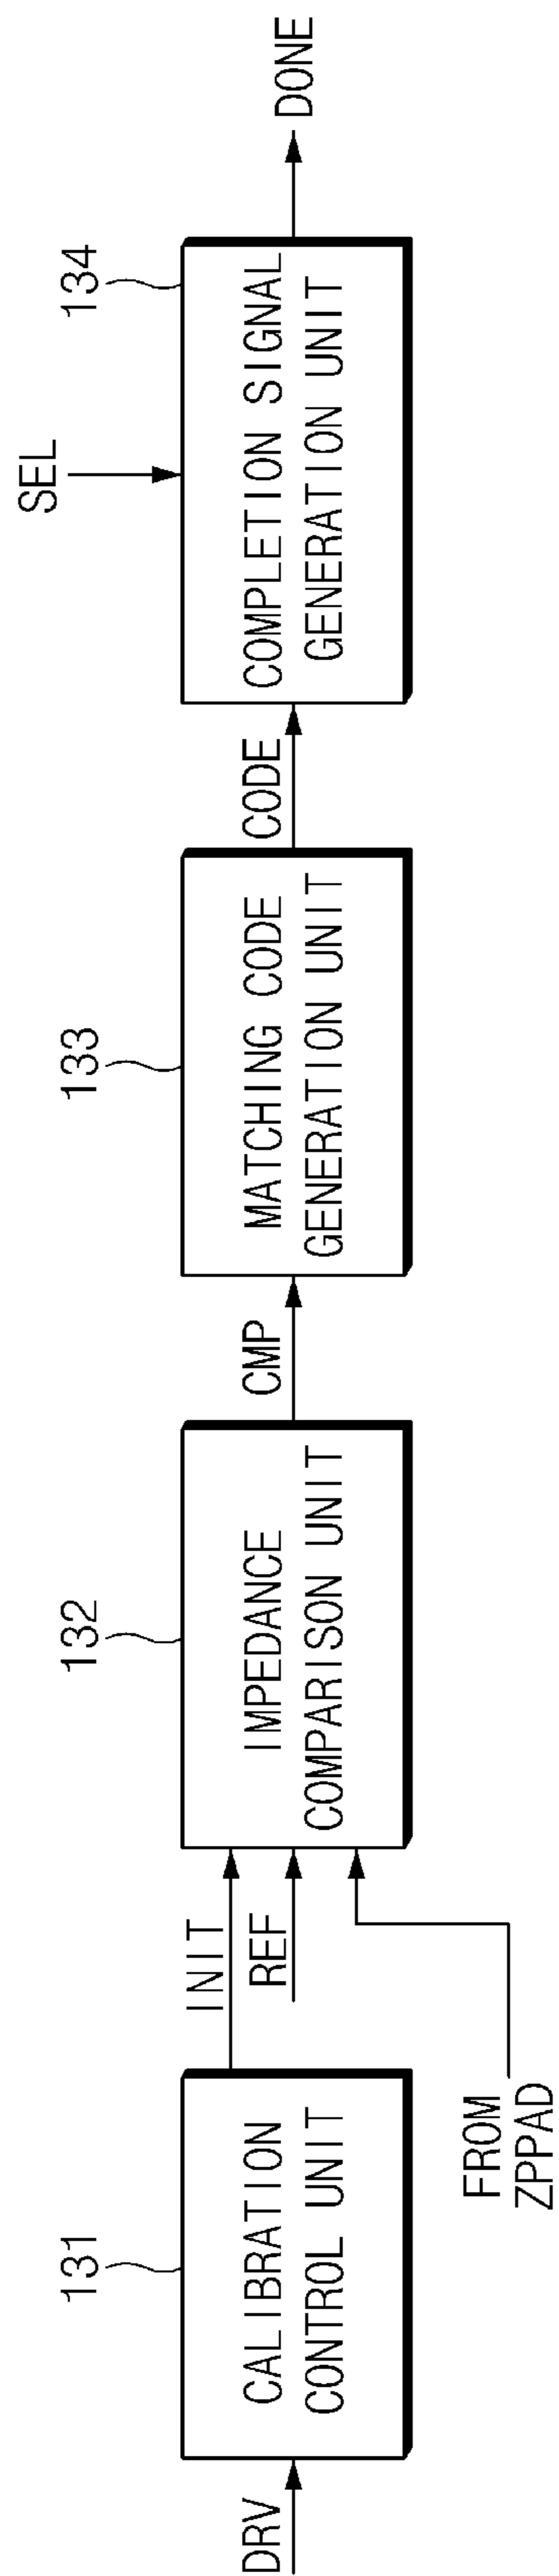 DRV
131
CALIBRATION
CONTROL UNIT
INIT
REF
FROM
ZPPAD
132
IMPEDANCE
COMPARISON UNIT
CMP
133
MATCHING CODE
GENERATION UNIT
CODE
SEL
134
COMPLETION SIGNAL
GENERATION UNIT
DONE